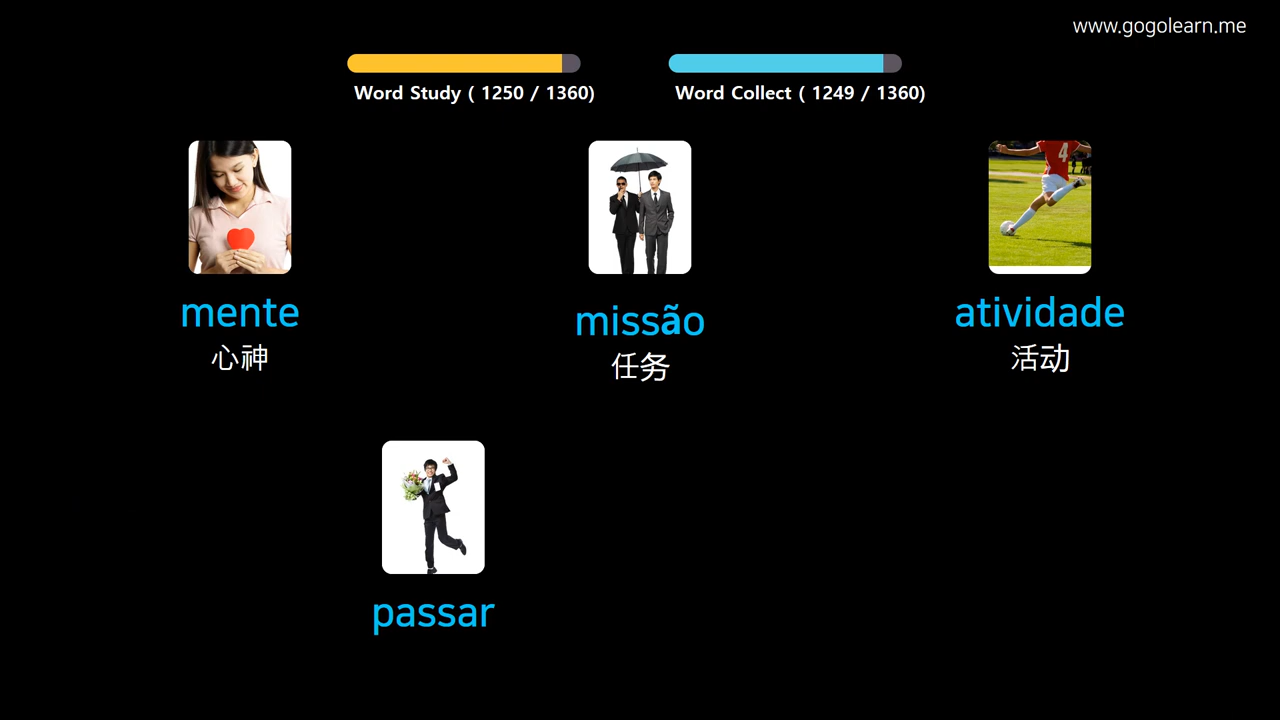 www.gogolearn.me
Word Study ( 1250 / 1360)
Word Collect ( 1249 / 1360)
4
mente
missão
atividade
心神
任务
活动
passar